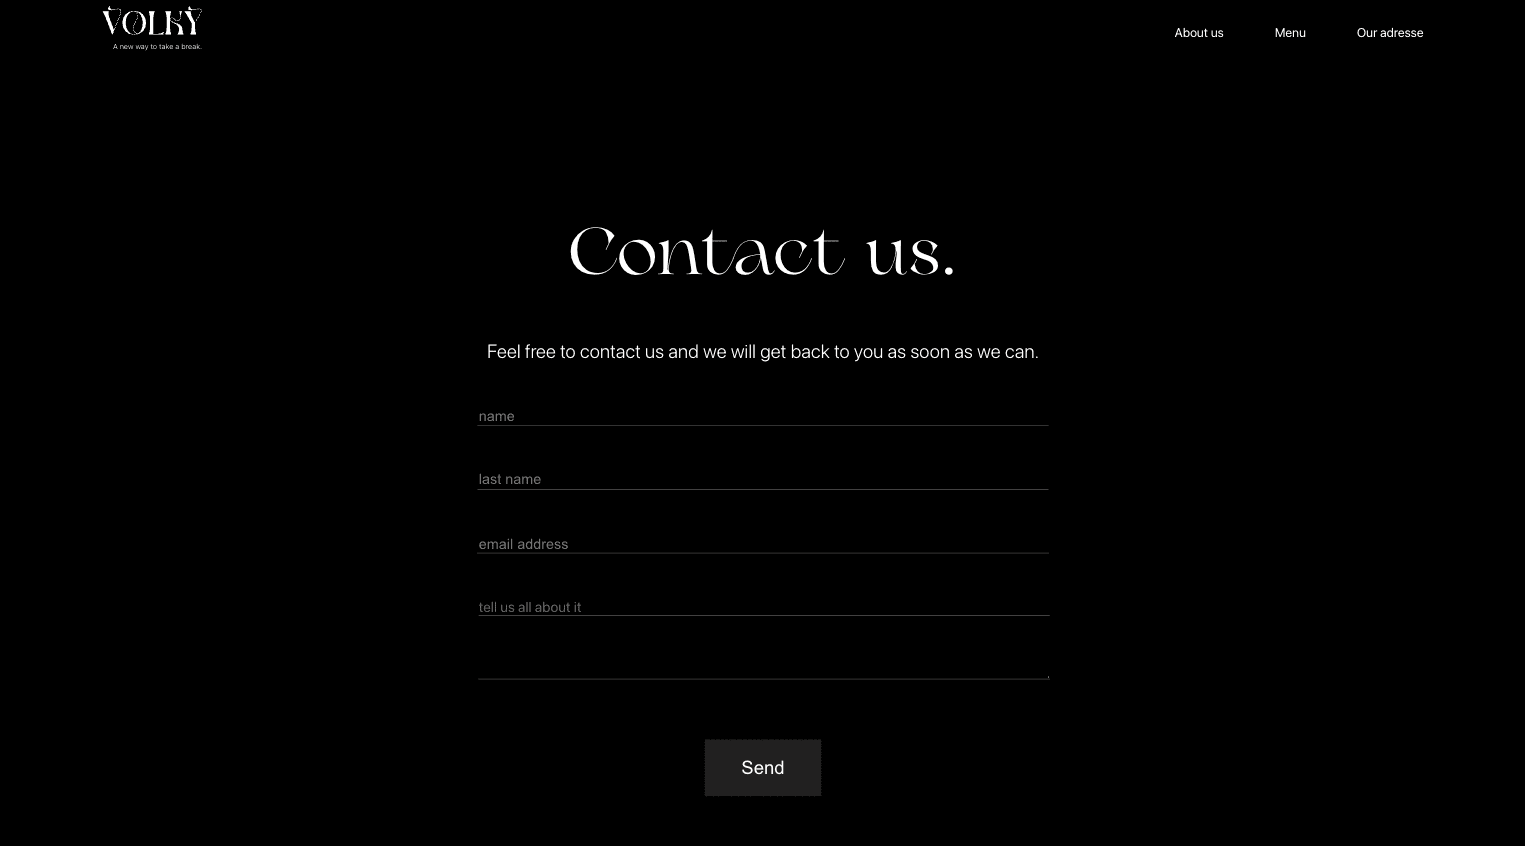 VOLKY
A new way to take a break.
About us
Menu
Our adresse
Contact us.
Feel free to contact us and we will get back to you as soon as we can.
name
last name
email address
tell us all about it
Send